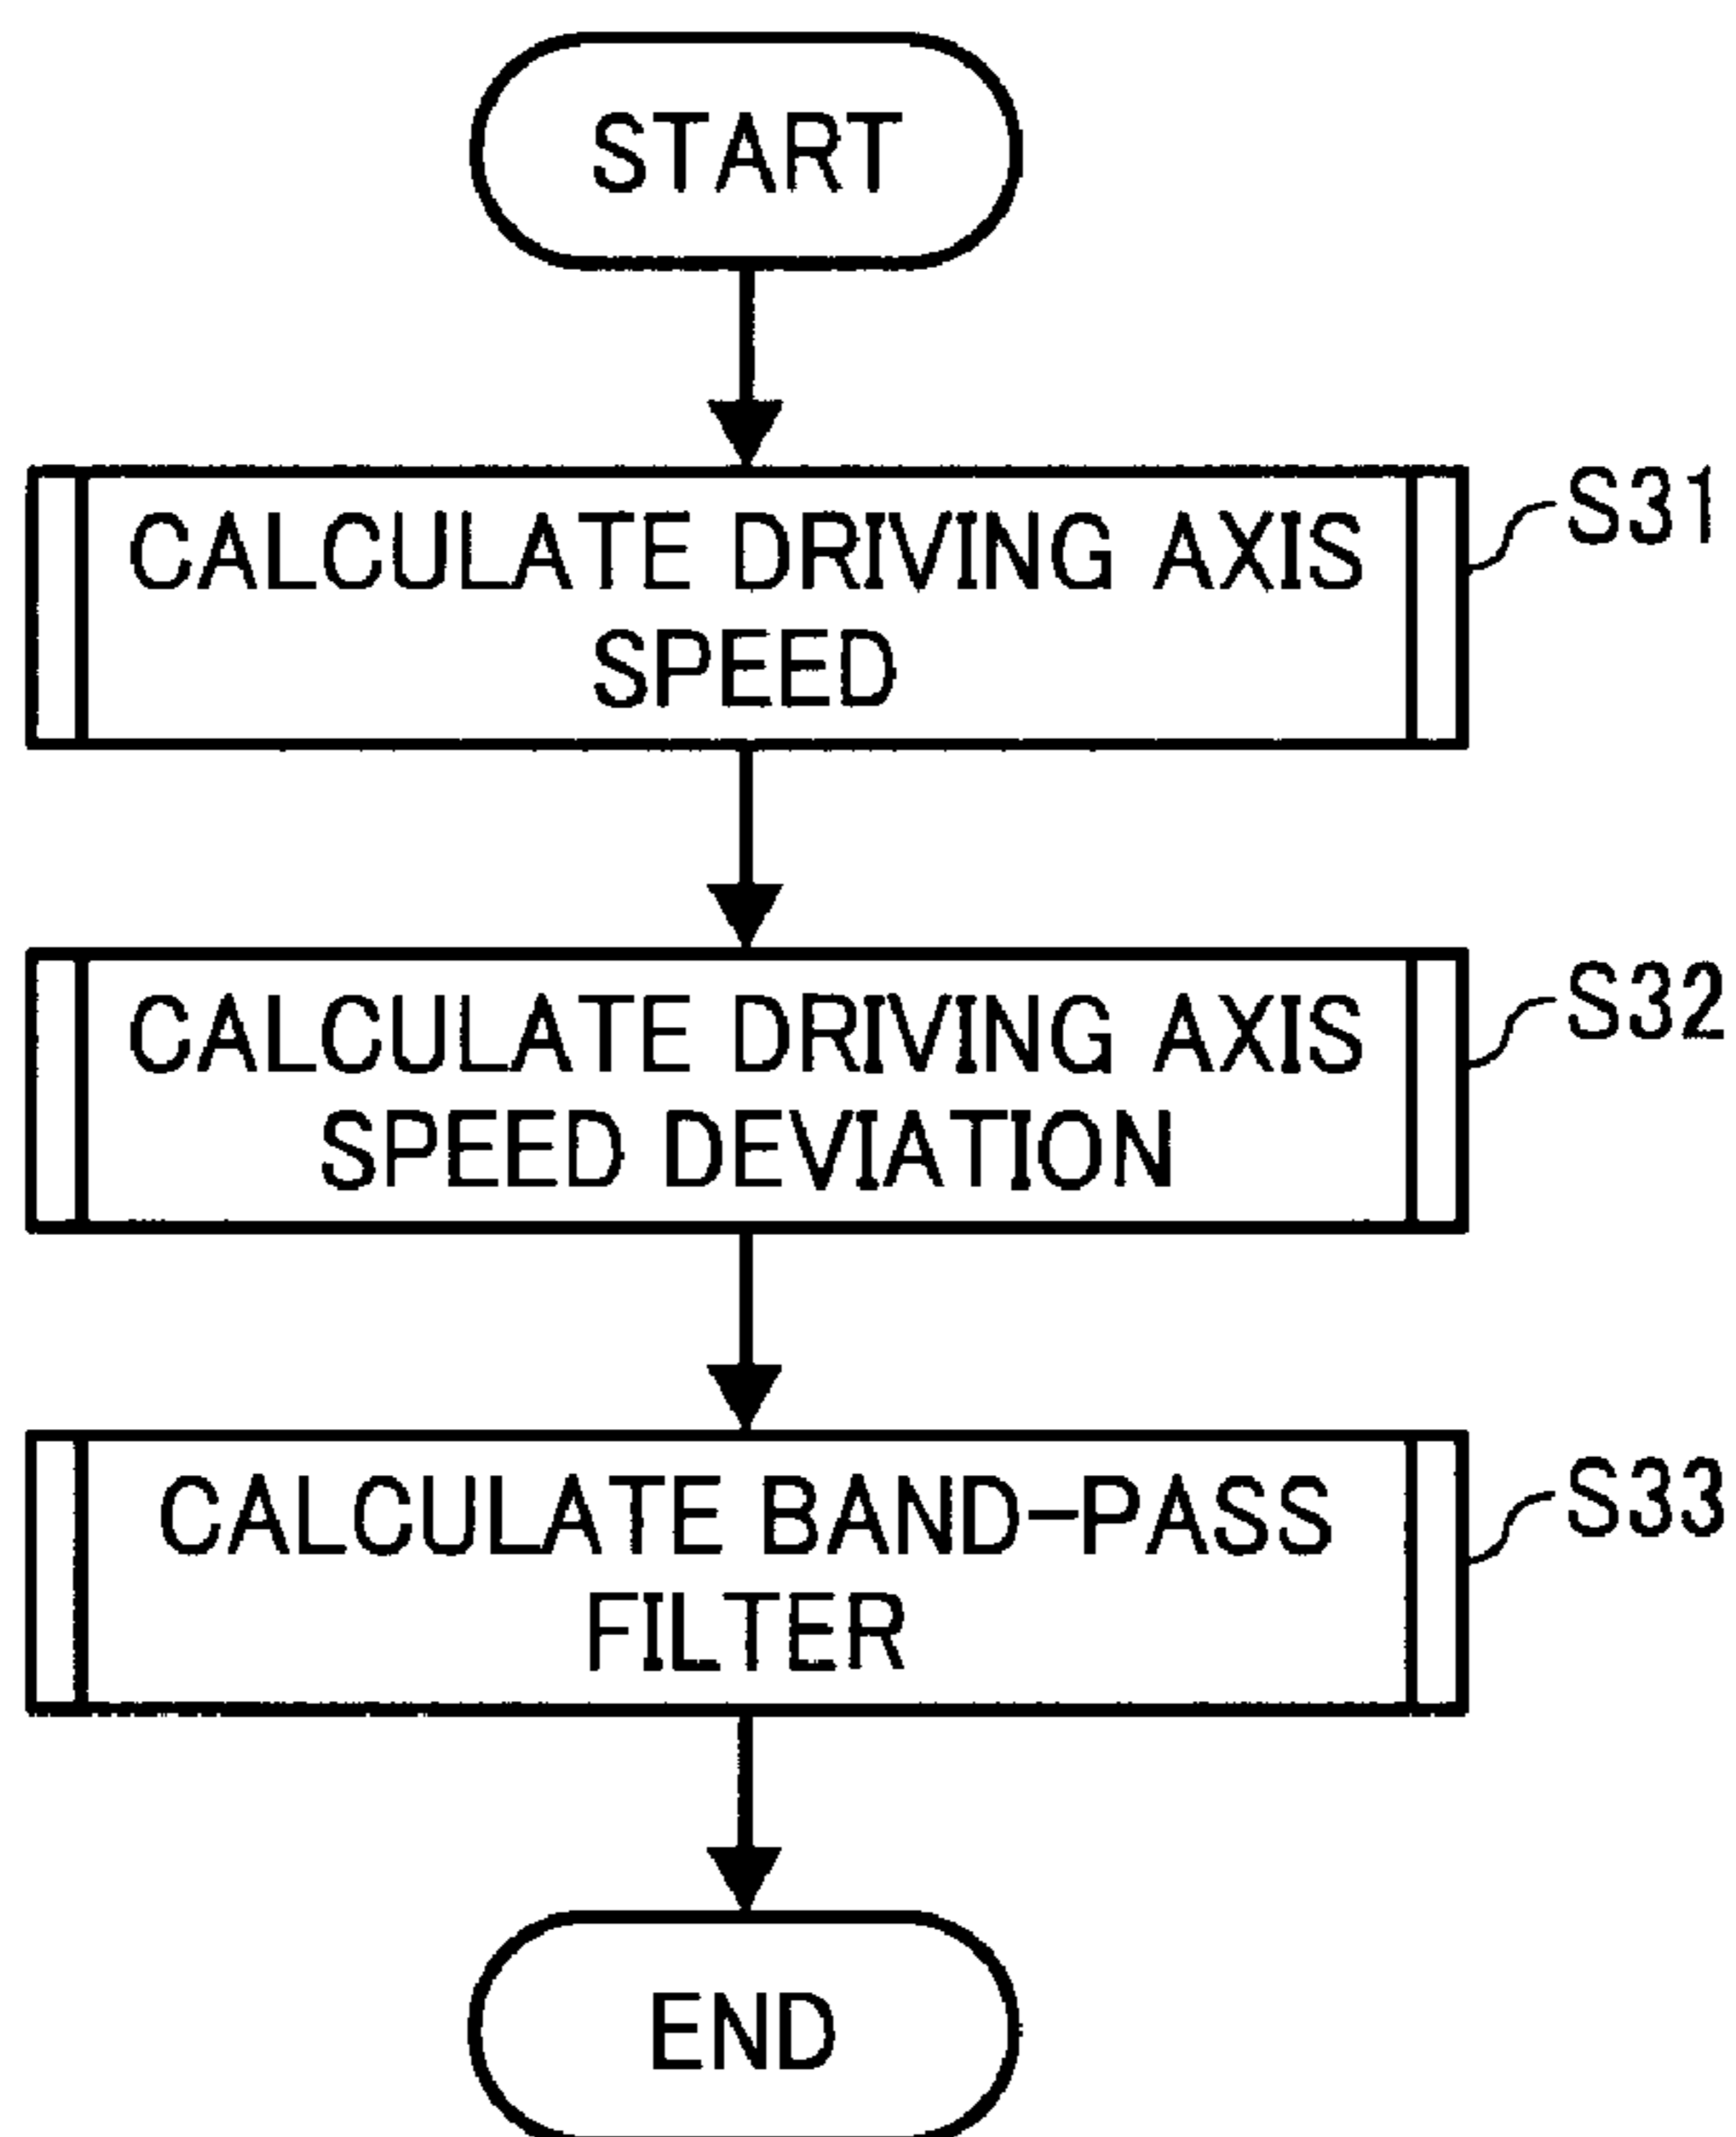 START
CALCULATE DRIVING AXIS
SPEED
S31
CALCULATE DRIVING AXIS
SPEED DEVIATION
S32
CALCULATE BAND-PASS
FILTER
S33
END